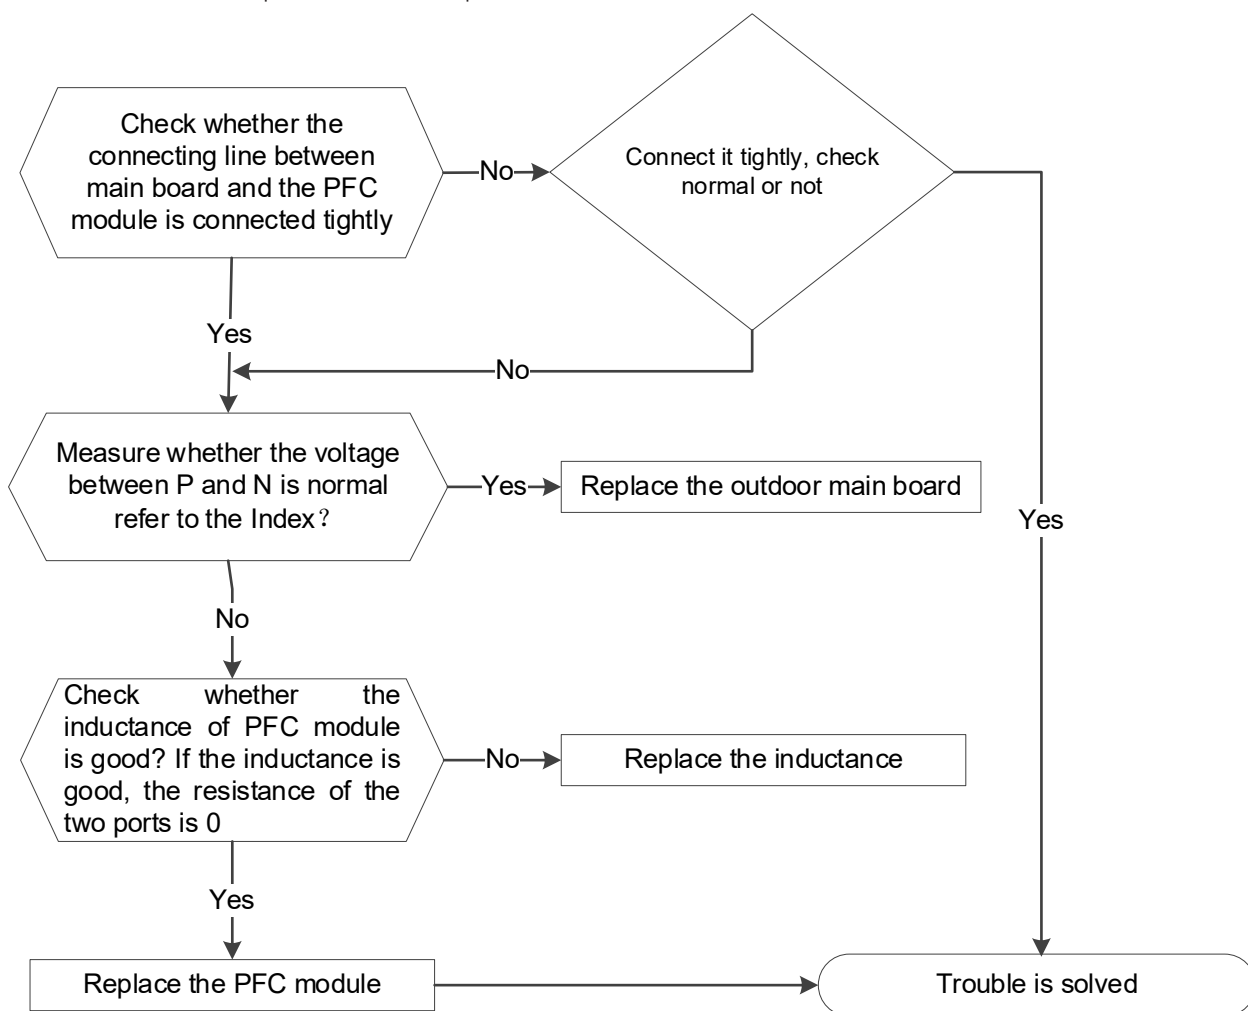 Check whether the
connecting line between
main board and the PFC
module is connected tightly
No
Connect it tightly, check
normal or not
Yes
No
Measure whether the voltage
between P and N is normal
refer to the Index？
Yes
Replace the outdoor main board
Yes
No
Check whether the
inductance of PFC module
is good? If the inductance is
good, the resistance of the
two ports is 0
No
Replace the inductance
Yes
Replace the PFC module
Trouble is solved